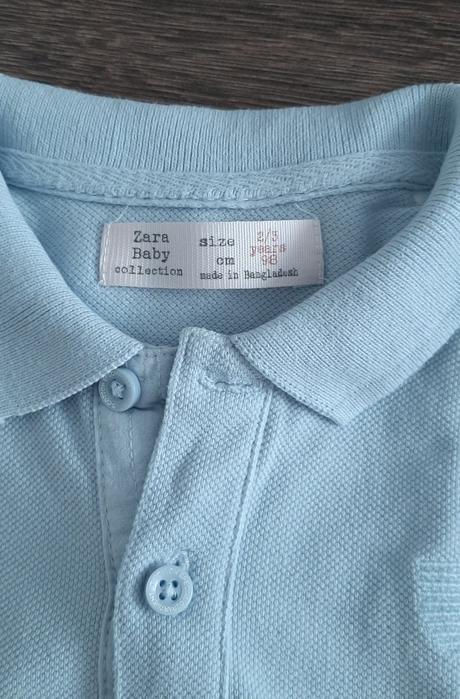 Zara
Baby
collection
size 2/3
years
cm 98
made in Bangladesh